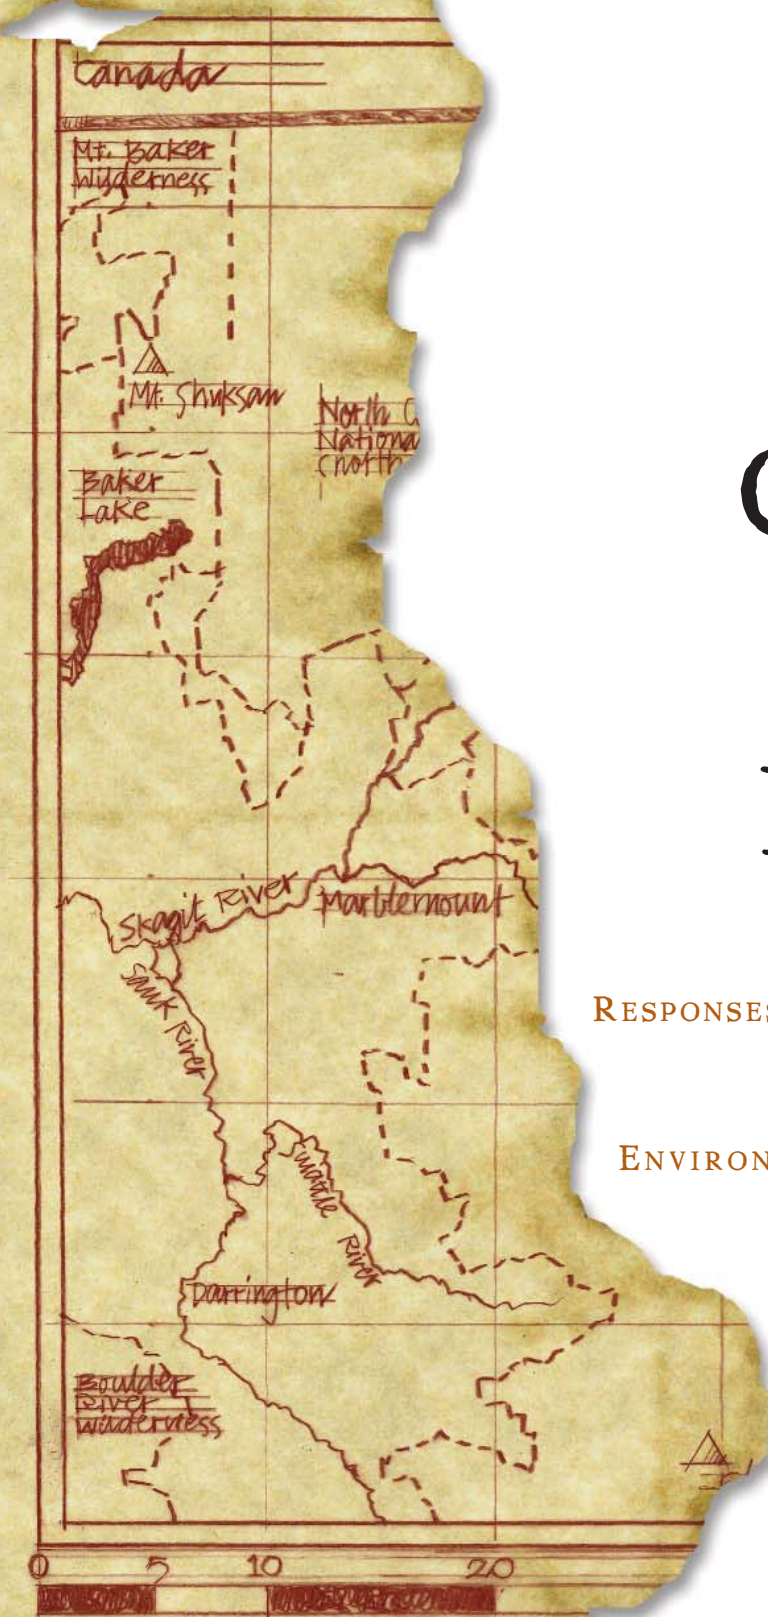 Canada
Mt. Baker
Wilderness
Mt. Shuksan
North C
Nationa
(north
Baker
Lake
Skagit River
Marblemount
Sauk River
RESPONSES
Suiattle River
ENVIRON
Darrington
Boulder
River
Wilderness
0 5 10 20